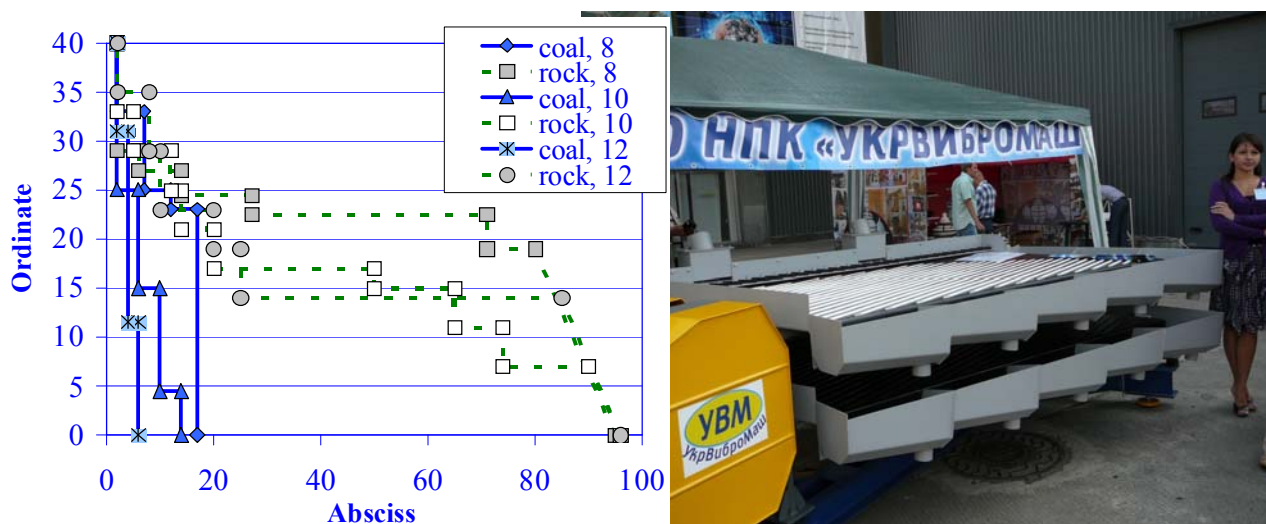 40
35
30
25
20
15
10
5
0
Ordinate
0 20 40 60 80 100
Absciss
coal, 8
rock, 8
coal, 10
rock, 10
coal, 12
rock, 12
О НПК «УКРВИБРОМАШ
УВМ
УкрВиброМаш